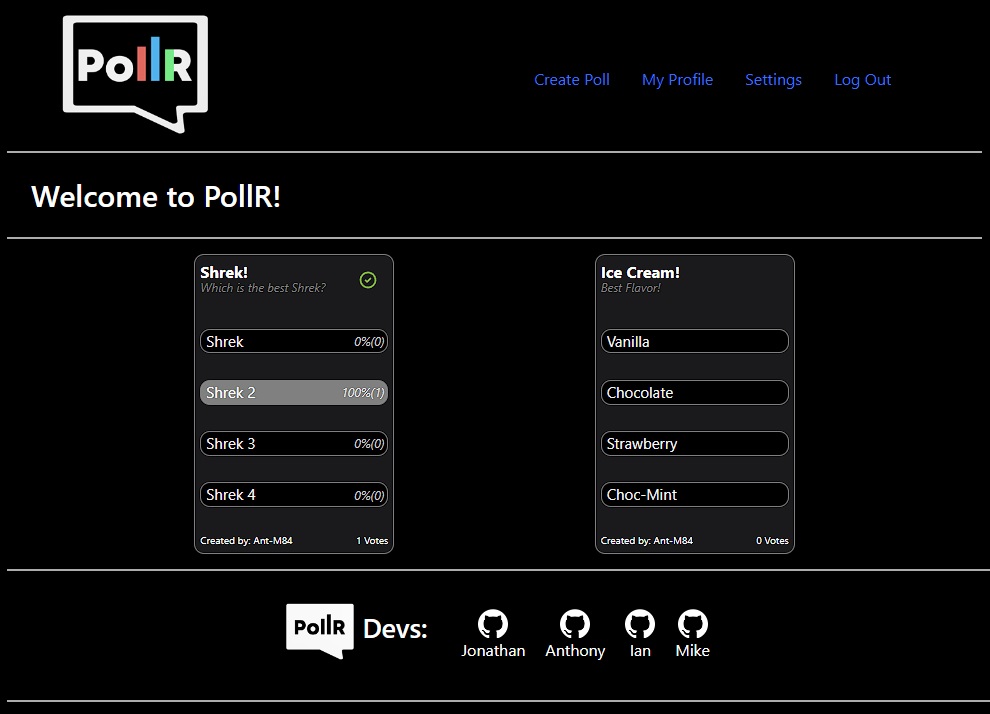 PollR
Create Poll My Profile Settings Log Out
Welcome to PollR!
Shrek!
Which is the best Shrek?
Shrek 0%(0)
Shrek 2 100%(1)
Shrek 3 0%(0)
Shrek 4 0%(0)
Created by: Ant-M84 1 Votes
Ice Cream!
Best Flavor!
Vanilla
Chocolate
Strawberry
Choc-Mint
Created by: Ant-M84 0 Votes
PollR Devs:
Jonathan Anthony Ian Mike